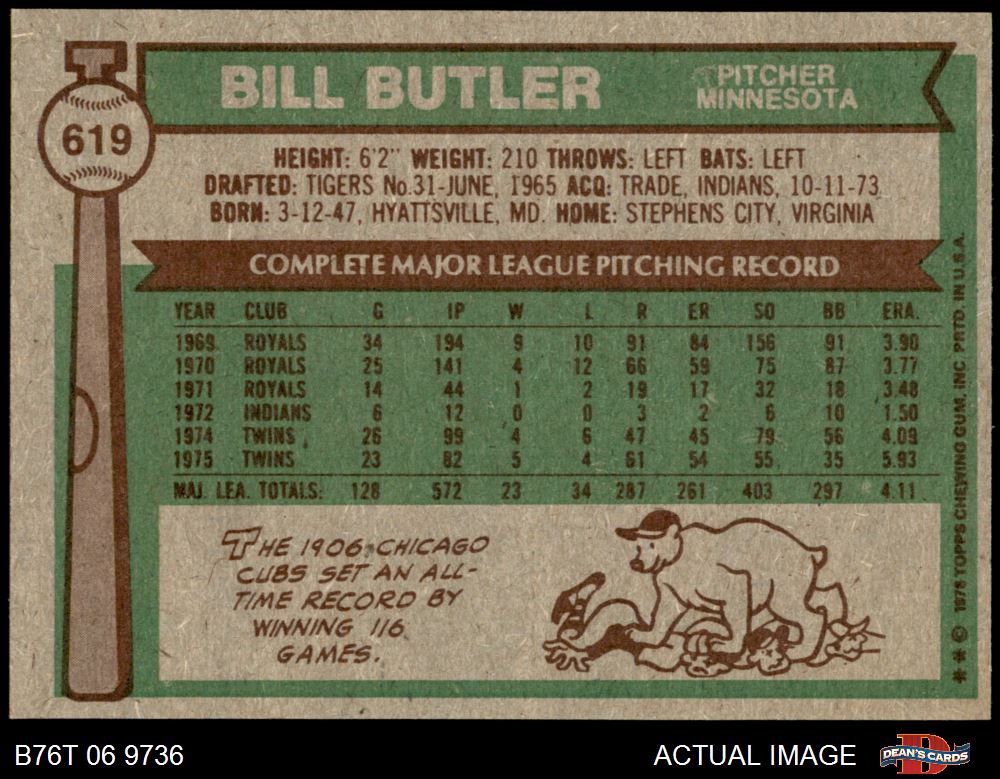 BILL BUTLER
PITCHER
MINNESOTA
619
HEIGHT: 6'2" WEIGHT: 210 THROWS: LEFT BATS: LEFT
DRAFTED: TIGERS No.31-JUNE, 1965 ACQ: TRADE, INDIANS, 10-11-73
BORN: 3-12-47, HYATTSVILLE, MD. HOME: STEPHENS CITY, VIRGINIA
COMPLETE MAJOR LEAGUE PITCHING RECORD
YEAR CLUB G IP W L R ER SO BB ERA.
1969 ROYALS 34 194 9 10 91 84 156 91 3.90
1970 ROYALS 25 141 4 12 66 59 75 87 3.77
1971 ROYALS 14 44 1 2 19 17 32 18 3.48
1972 INDIANS 6 12 0 0 3 2 6 10 1.50
1974 TWINS 26 99 4 6 47 45 79 56 4.09
1975 TWINS 23 82 5 4 61 54 55 35 5.93
MAJ. LEA. TOTALS: 128 572 23 34 287 261 403 297 4.11
THE 1906 CHICAGO
CUBS SET AN ALL-
TIME RECORD BY
WINNING 116
GAMES.
** © 1976 TOPPS CHEWING GUM, INC. PRTD. IN U.S.A.
B76T 06 9736
ACTUAL IMAGE
D
DEAN'S CARDS